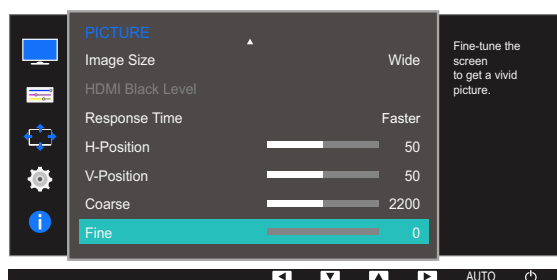 PICTURE
Image Size Wide
HDMI Black Level
Response Time Faster
H-Position 50
V-Position 50
Coarse 2200
Fine 0
Fine-tune the
screen
to get a vivid
picture.
AUTO